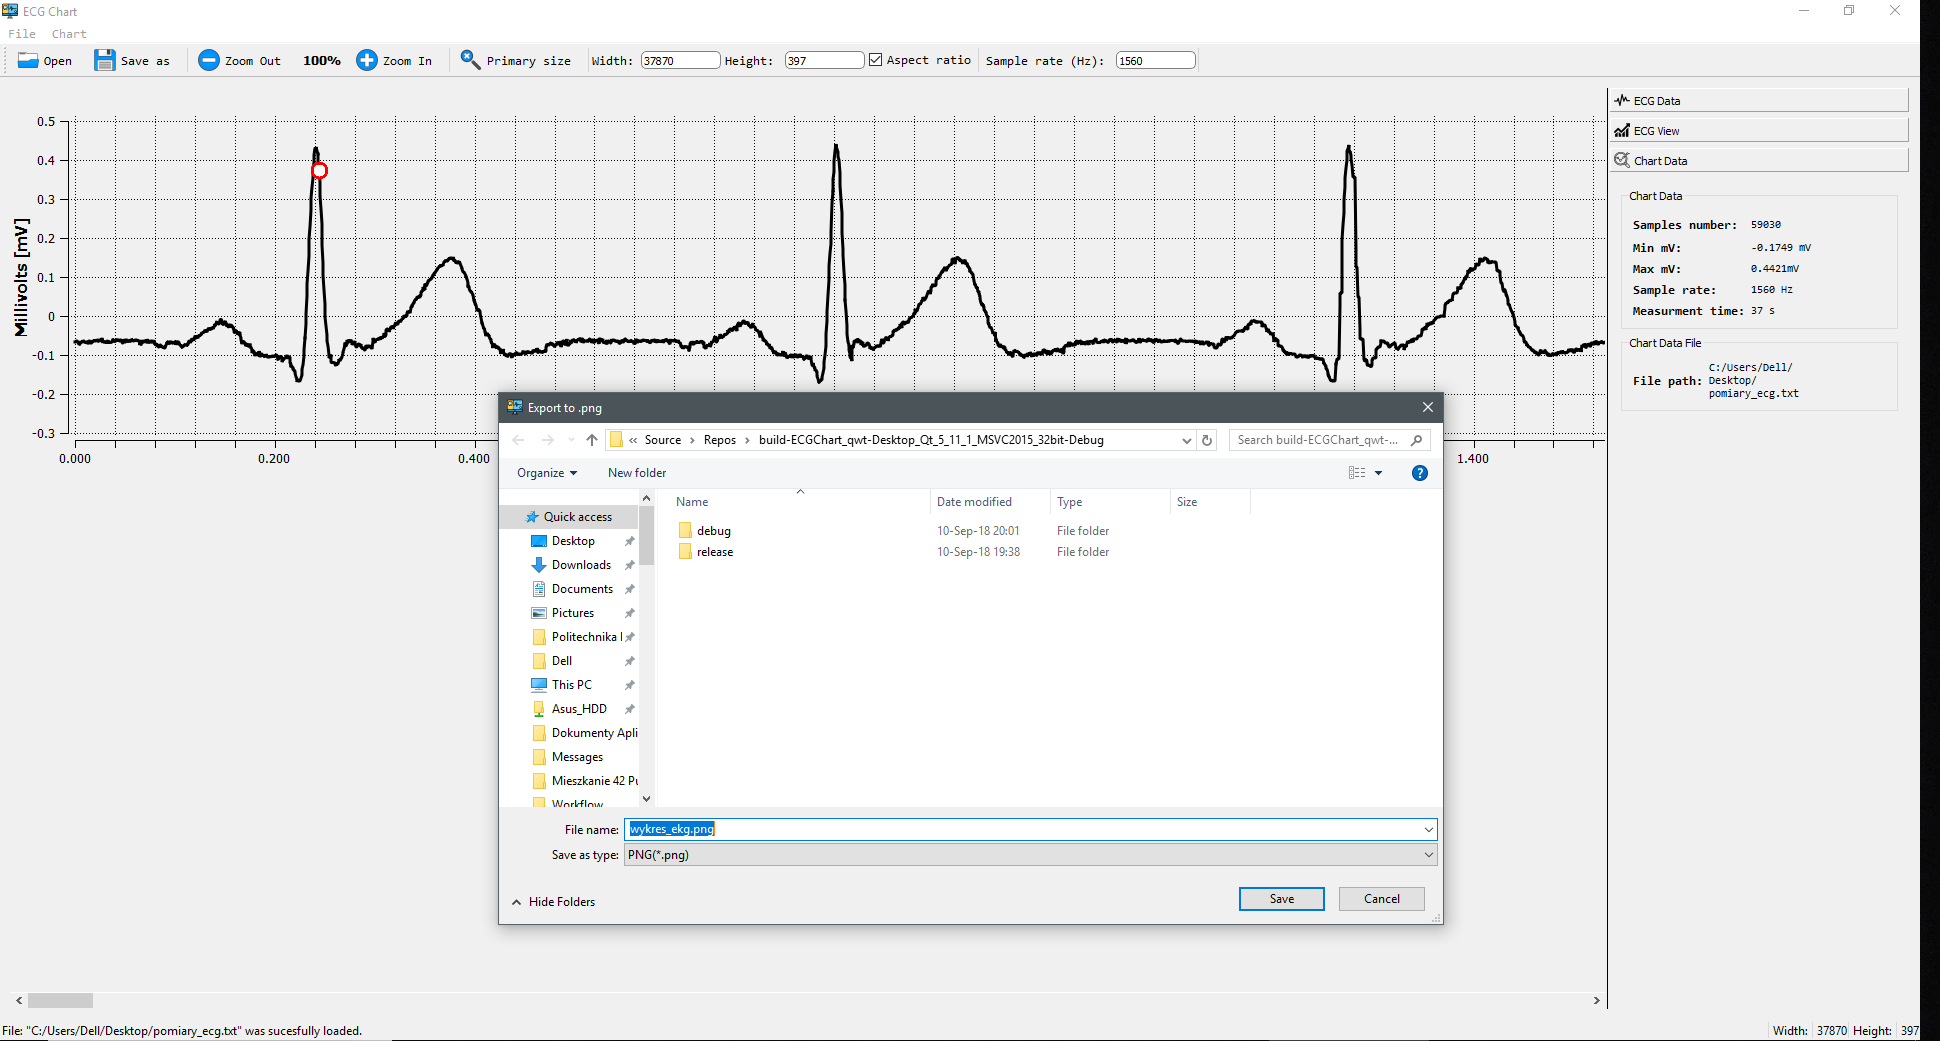 ECG Chart
File Chart
Open Save as Zoom Out 100% Zoom In Primary size Width: 37870 Height: 397 Aspect ratio Sample rate (Hz): 1560
Millivolts [mV]
0.5
0.4
0.3
0.2
0.1
0
-0.1
-0.2
-0.3
0.000 0.200 0.400 1.400
ECG Data
ECG View
Chart Data
Chart Data
Samples number: 59030
Min mV: -0.1749 mV
Max mV: 0.4421mV
Sample rate: 1560 Hz
Measurment time: 37 s
Chart Data File
File path: C:/Users/Dell/
Desktop/
pomiary_ecg.txt
Export to .png
« Source › Repos › build-ECGChart_qwt-Desktop_Qt_5_11_1_MSVC2015_32bit-Debug Search build-ECGChart_qwt-...
Organize New folder ?
Name Date modified Type Size
debug 10-Sep-18 20:01 File folder
release 10-Sep-18 19:38 File folder
Quick access
Desktop
Downloads
Documents
Pictures
Politechnika
Dell
This PC
Asus_HDD
Dokumenty Apli
Messages
Mieszkanie 42 Pu
Workflow
File name: wykres_ekg.png
Save as type: PNG(*.png)
Hide Folders Save Cancel
File: "C:/Users/Dell/Desktop/pomiary_ecg.txt" was sucesfully loaded. Width: 37870 Height: 397